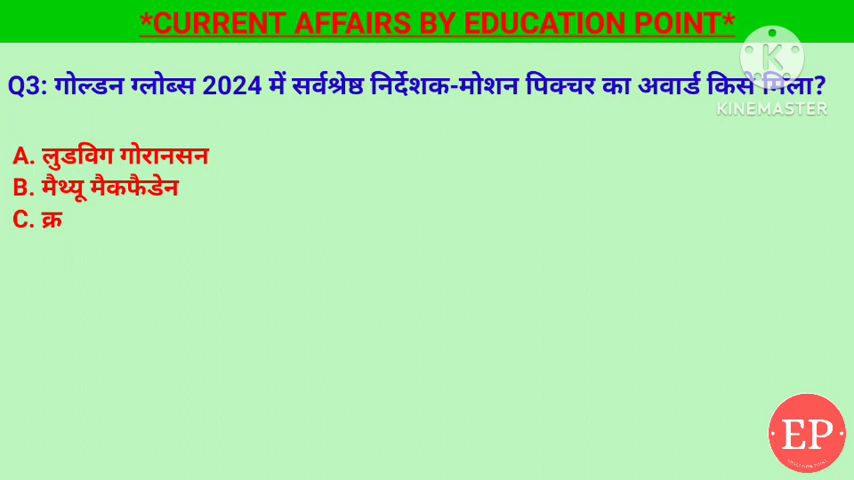 *CURRENT AFFAIRS BY EDUCATION POINT*
Q3: गोल्डन ग्लोब्स 2024 में सर्वश्रेष्ठ निर्देशक-मोशन पिक्चर का अवार्ड किसे मिला?
KINEMASTER
A. लुडविग गोरानसन
B. मैथ्यू मैकफैडेन
C. क्र
EP